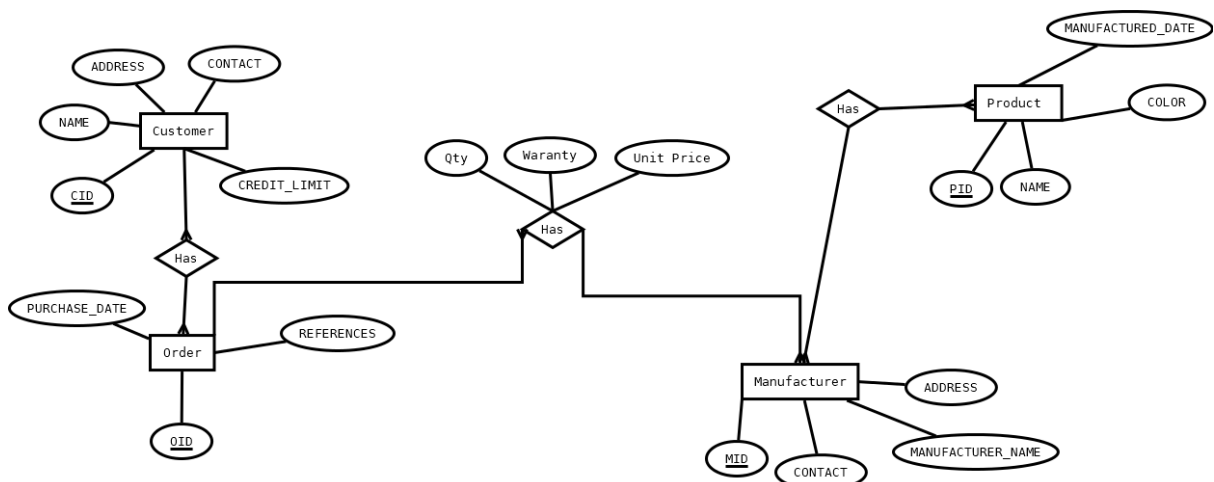 MANUFACTURED_DATE
ADDRESS
CONTACT
COLOR
Product
Has
NAME
Customer
Qty
Waranty
Unit Price
CID
CREDIT_LIMIT
PID
NAME
Has
Has
PURCHASE_DATE
REFERENCES
Order
Manufacturer
ADDRESS
OID
MID
CONTACT
MANUFACTURER_NAME